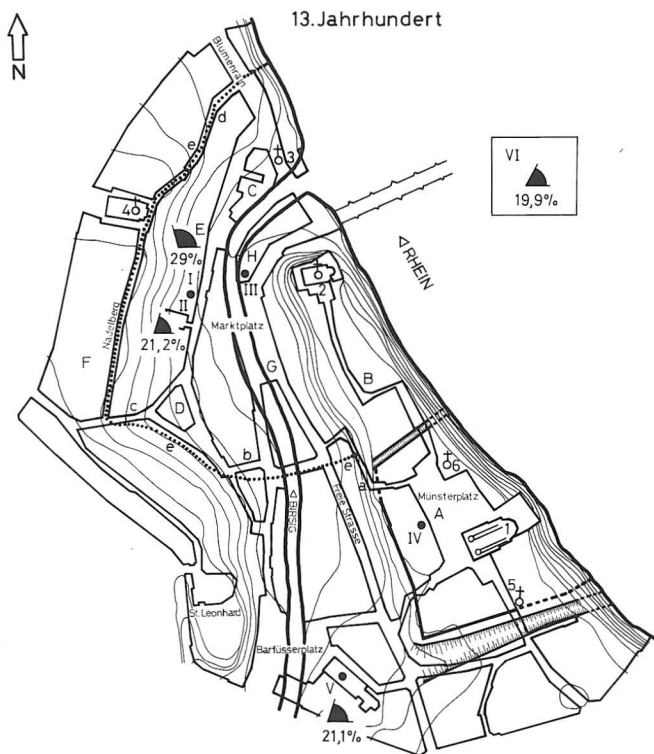 13. Jahrhundert
N
Blumenrain
d
e
3
C
VI
19,9%
4
E
29%
H
I
III
II
2
RHEIN
Marktplatz
21,2%
Nadelberg
F
G
B
c
D
e
b
e
a
6
Freie Strasse
Münsterplatz
BIRSIG
A
IV
1
5
St. Leonhard
Barfüsserplatz
V
21,1%